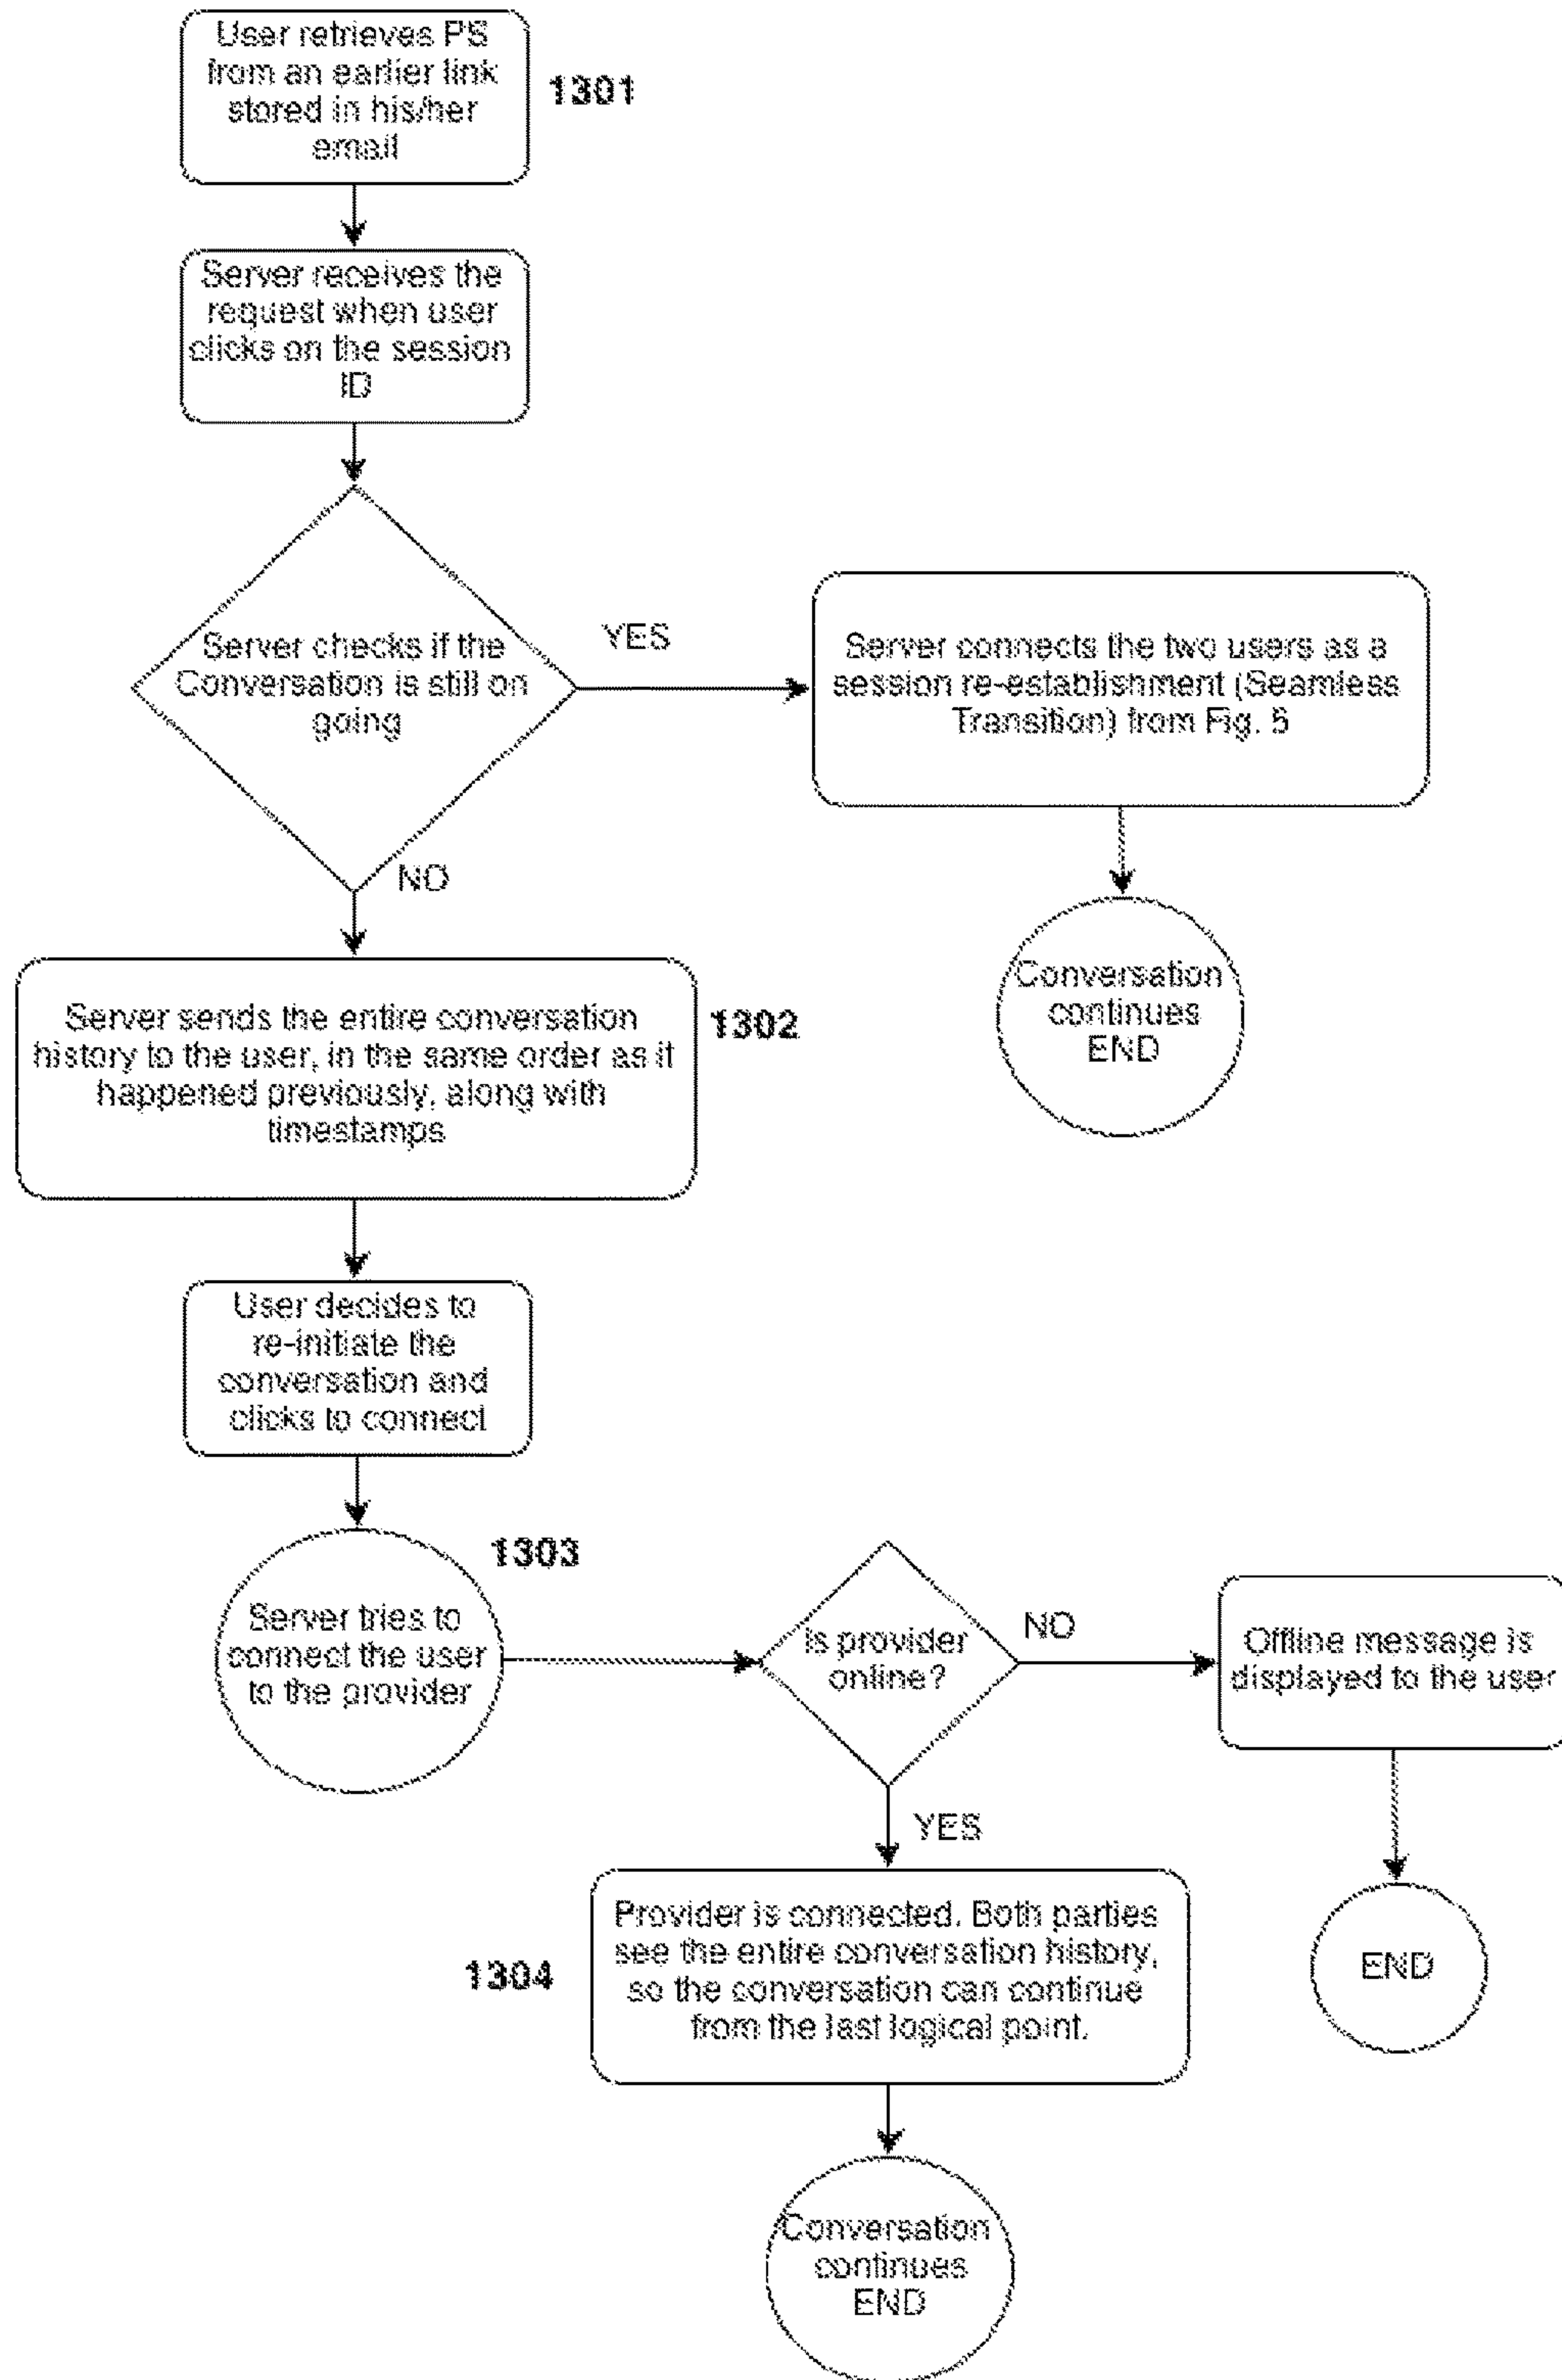 User retrieves PS
from an earlier link
stored in his/her
email
1301
Server receives the
request when user
clicks on the session
ID
Server checks if the
Conversation is still on
going
YES
Server connects the two users as a
session re-establishment (Seamless
Transition) from Fig.
NO
Conversation
continues
END
Server sends the entire conversation
history to the user, in the same order as it
happened previously, along with
timestamps
1302
User decides to
re-initiate the
conversation and
clicks to connect
1303
Server tries to
connect the user
to the provider
Is provider
online?
NO
Offline message is
displayed to the user
YES
Provider is connected. Both parties
see the entire conversation history,
so the conversation can continue
from the last logical point.
1304
END
Conversation
continues
END